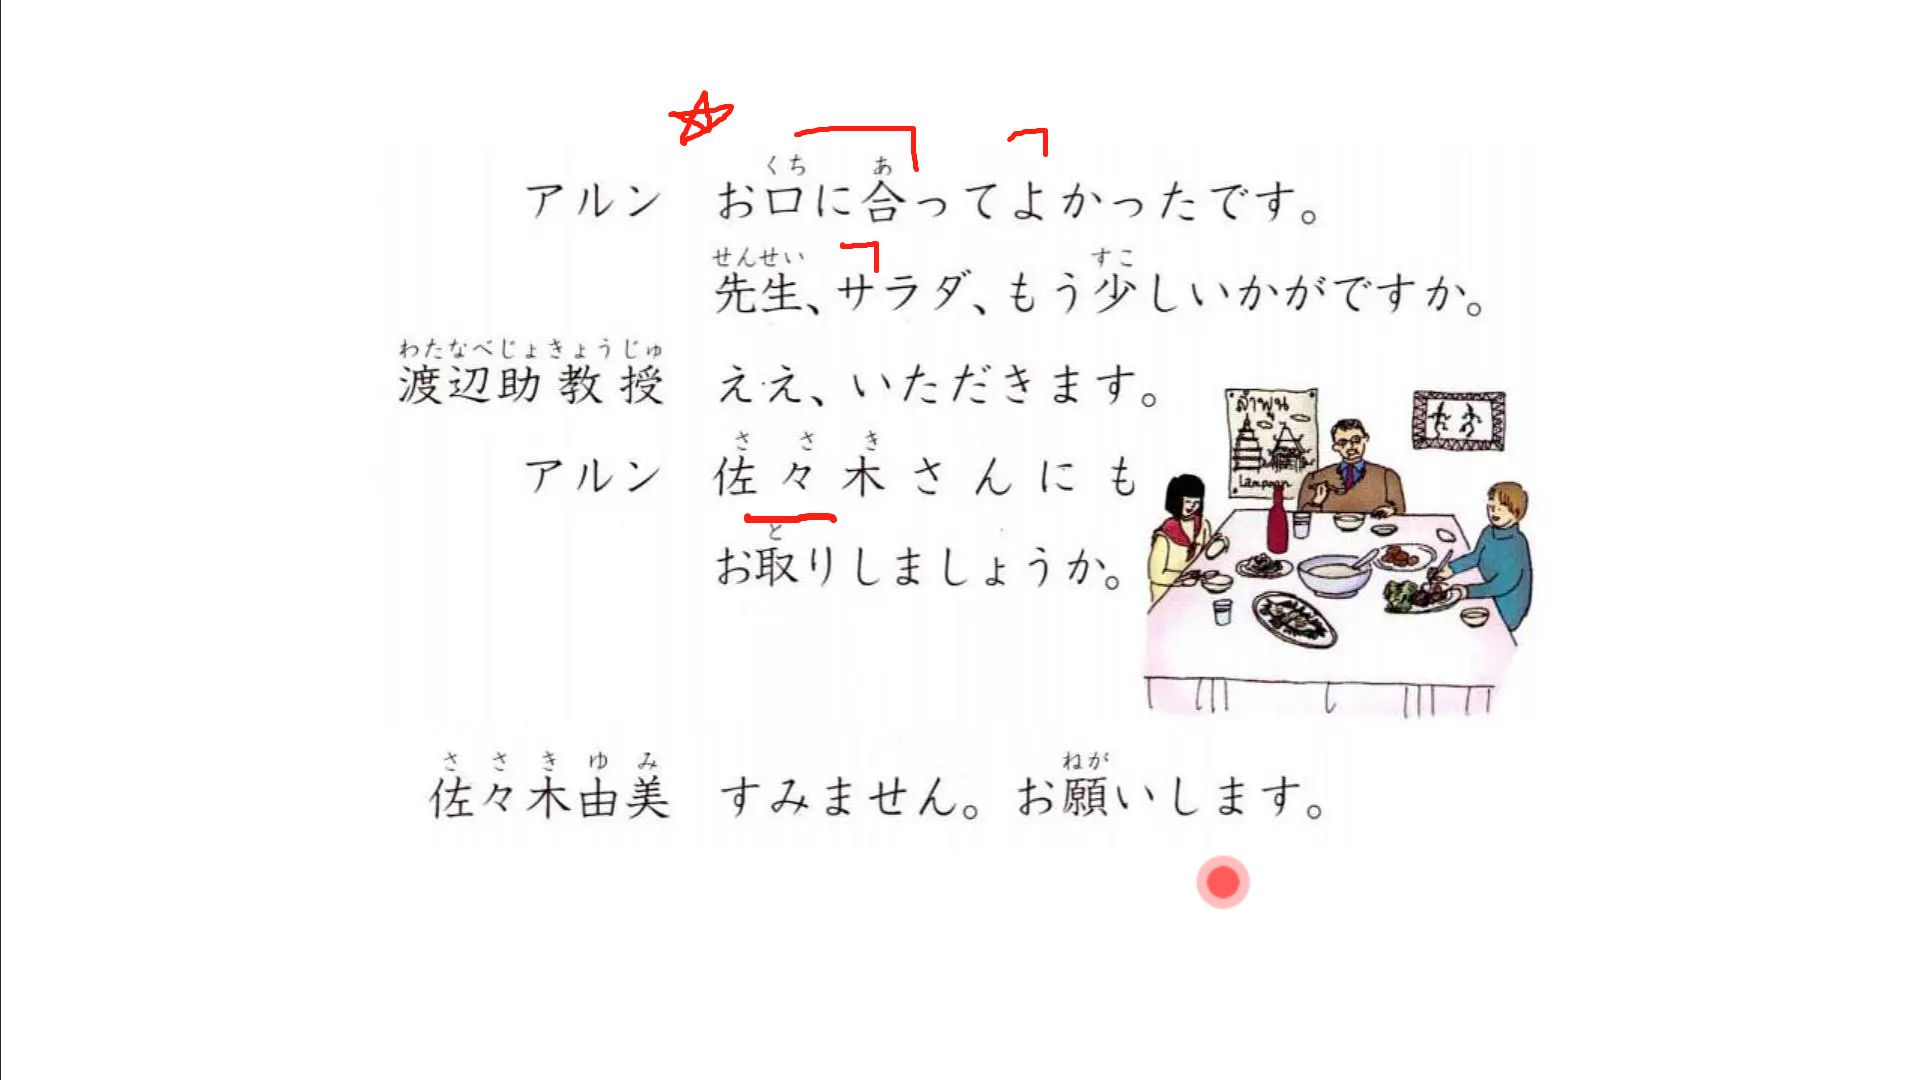 アルン お口に合ってよかったです。
くち あ
先生、サラダ、もう少しいかがですか。
せんせい すこ
渡辺助教授 ええ、いただきます。
わたなべじょきょうじゅ
アルン 佐々木さんにも
さ さ き
お取りしましょうか。
と
佐々木由美 すみません。お願いします。
さ さ き ゆ み ねが
ลำพูน
Lampoon